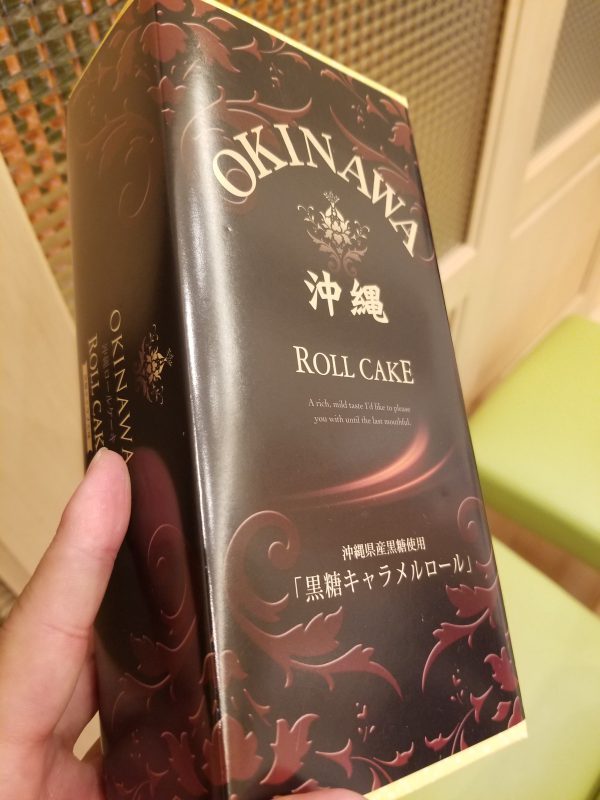 OKINAWA
沖縄
ROLL CAKE
A rich, mild taste I'd like to please
you with until the last mouthful.
沖縄県産黒糖使用
「黒糖キャラメルロール」
OKINAWA
ROLL CAKE